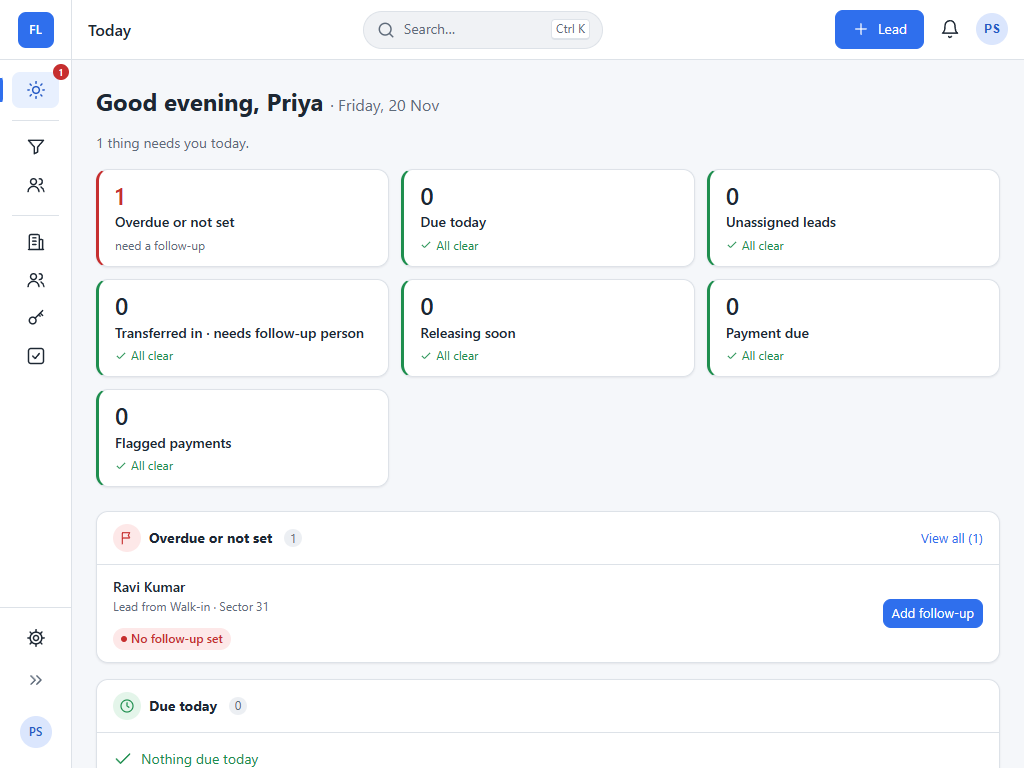 FL
Today
Search...
Ctrl K
+ Lead
PS
1
Good evening, Priya · Friday, 20 Nov
1 thing needs you today.
1
Overdue or not set
need a follow-up
0
Due today
All clear
0
Unassigned leads
All clear
0
Transferred in · needs follow-up person
All clear
0
Releasing soon
All clear
0
Payment due
All clear
0
Flagged payments
All clear
Overdue or not set 1
View all (1)
Ravi Kumar
Lead from Walk-in · Sector 31
No follow-up set
Add follow-up
Due today 0
Nothing due today
PS